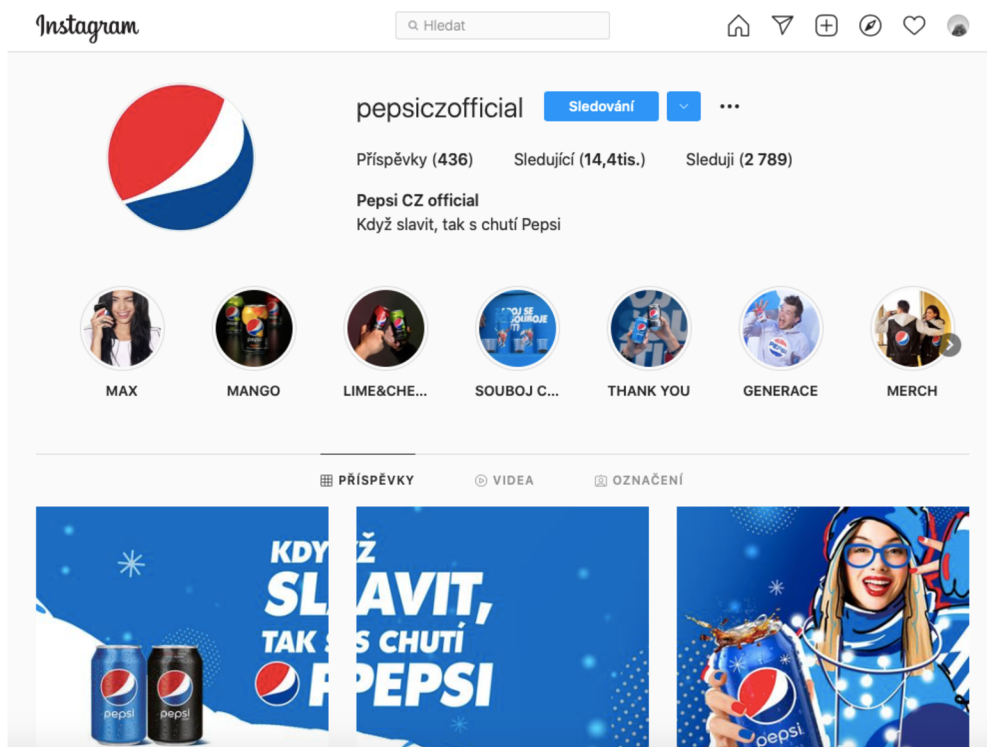 Instagram
Hledat
pepsiczofficial Sledování
Příspěvky (436) Sledující (14,4tis.) Sleduji (2 789)
Pepsi CZ official
Když slavit, tak s chutí Pepsi
MAX MANGO LIME&CHE... SOUBOJ C... THANK YOU GENERACE MERCH
PŘÍSPĚVKY VIDEA OZNAČENÍ
KDYŽ
SLAVIT,
TAK S CHUTÍ
PEPSI
pepsi pepsi
pepsi